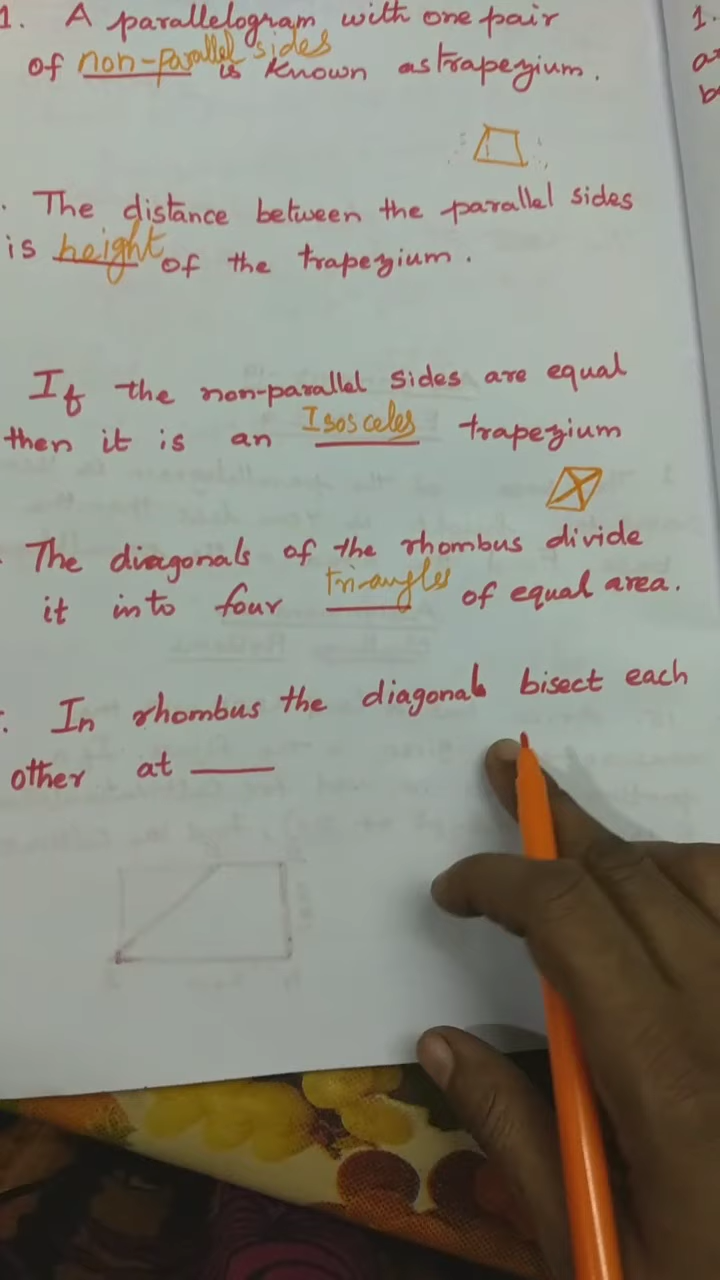 1. A parallelogram with one pair
of non-parallel sides is known as trapezium.
. The distance between the parallel sides
is height of the trapezium.
If the non-parallel sides are equal
then it is an Isosceles trapezium
. The diagonals of the rhombus divide
it into four tri-angles of equal area.
. In rhombus the diagonals bisect each
other at
1.